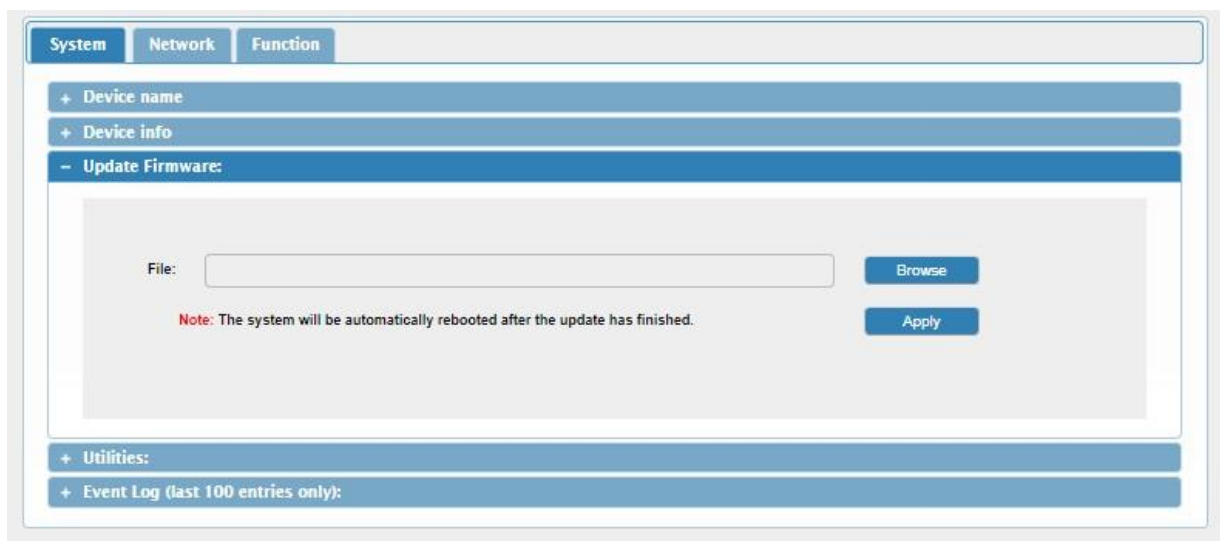 System Network Function
+ Device name
+ Device info
− Update Firmware:
File: Browse
Note: The system will be automatically rebooted after the update has finished. Apply
+ Utilities:
+ Event Log (last 100 entries only):